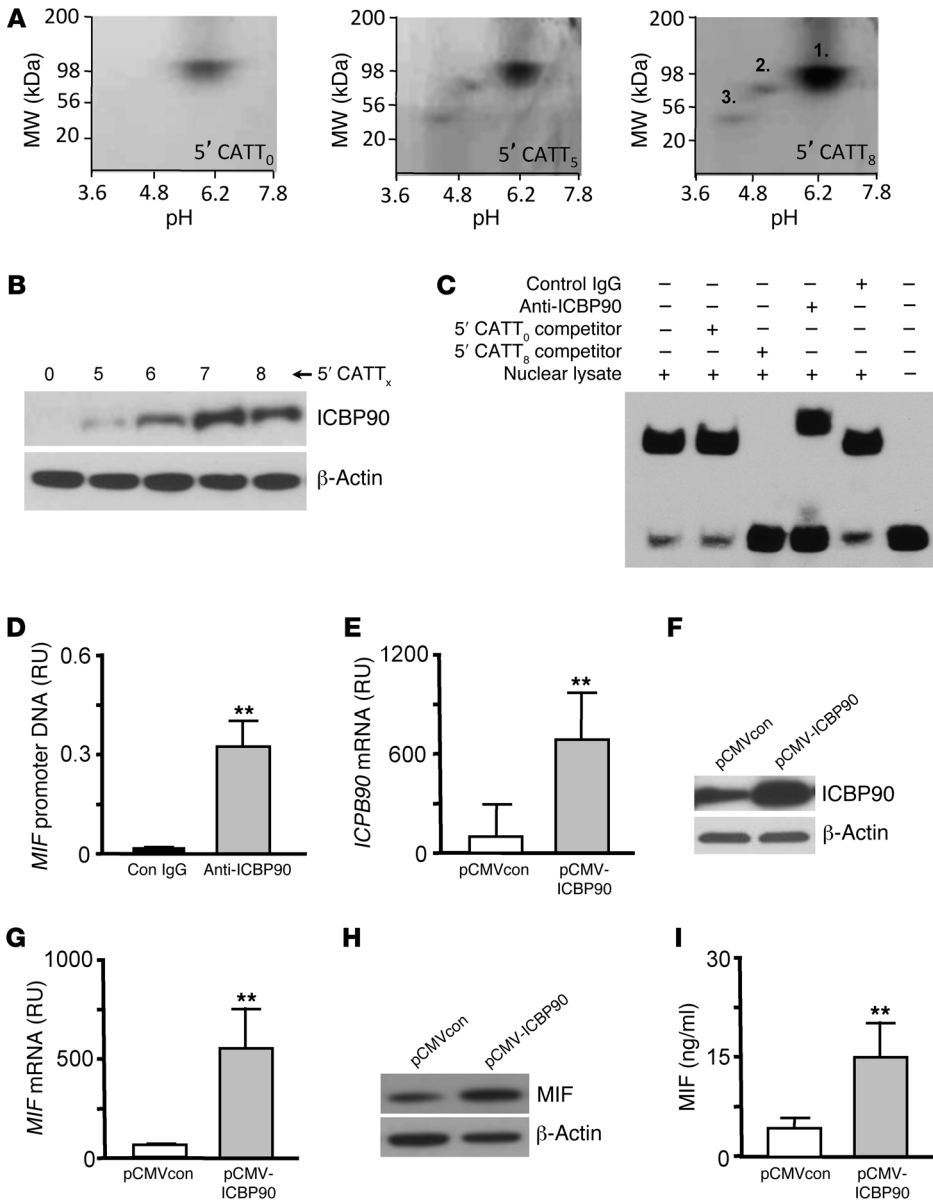 A
MW (kDa)
200
98
56
20
5′ CATT0
3.6 4.8 6.2 7.8
pH
MW (kDa)
200
98
56
20
5′ CATT5
3.6 4.8 6.2 7.8
pH
MW (kDa)
200
98
56
20
1.
2.
3.
5′ CATT8
3.6 4.8 6.2 7.8
pH
B
0 5 6 7 8 ← 5′ CATTx
ICBP90
β-Actin
C
Control IgG – – – – + –
Anti-ICBP90 – – – + – –
5′ CATT0 competitor – + – – – –
5′ CATT8 competitor – – + – – –
Nuclear lysate + + + + + –
D
MIF promoter DNA (RU)
0.6
0.3
0
**
Con IgG Anti-ICBP90
E
ICPB90 mRNA (RU)
1200
600
0
**
pCMVcon pCMV-
ICBP90
F
pCMVcon pCMV-ICBP90
ICBP90
β-Actin
G
MIF mRNA (RU)
1000
500
0
**
pCMVcon pCMV-
ICBP90
H
pCMVcon pCMV-ICBP90
MIF
β-Actin
I
MIF (ng/ml)
30
15
0
**
pCMVcon pCMV-
ICBP90